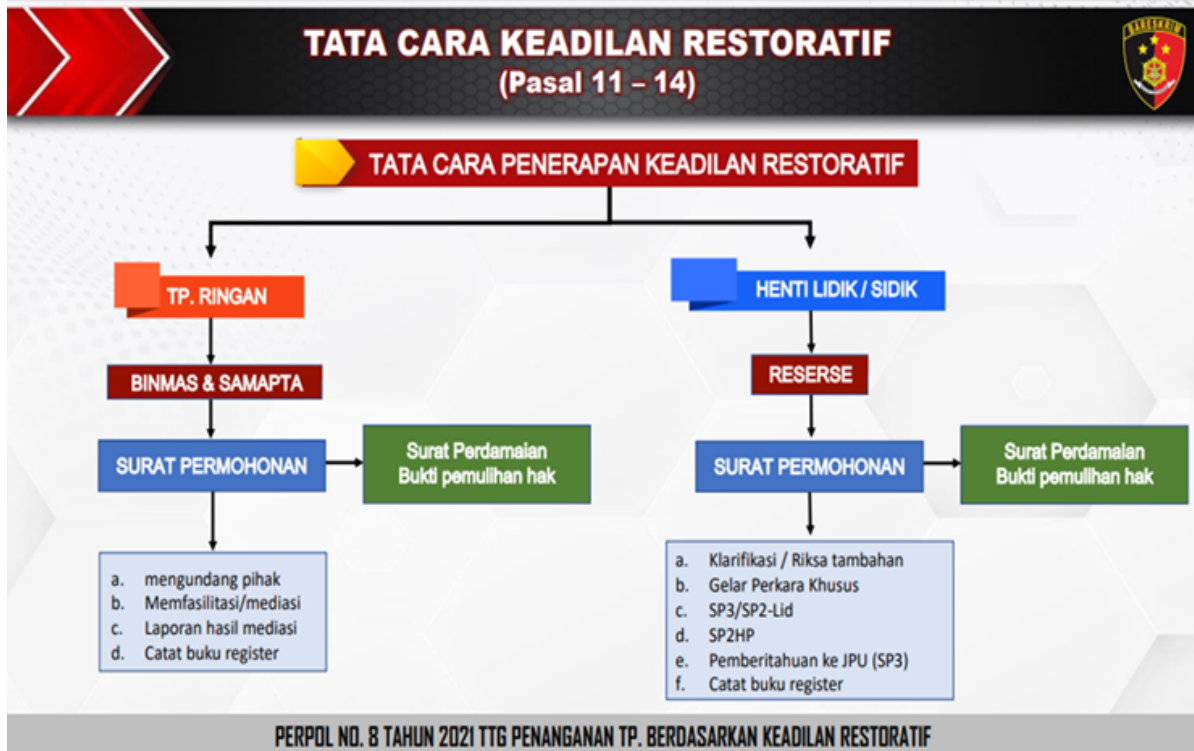 TATA CARA KEADILAN RESTORATIF
(Pasal 11 – 14)
BARESKRIM
TATA CARA PENERAPAN KEADILAN RESTORATIF
TP. RINGAN
BINMAS & SAMAPTA
SURAT PERMOHONAN
Surat Perdamaian
Bukti pemulihan hak
a. mengundang pihak
b. Memfasilitasi/mediasi
c. Laporan hasil mediasi
d. Catat buku register
HENTI LIDIK / SIDIK
RESERSE
SURAT PERMOHONAN
Surat Perdamaian
Bukti pemulihan hak
a. Klarifikasi / Riksa tambahan
b. Gelar Perkara Khusus
c. SP3/SP2-Lid
d. SP2HP
e. Pemberitahuan ke JPU (SP3)
f. Catat buku register
PERPOL NO. 8 TAHUN 2021 TTG PENANGANAN TP. BERDASARKAN KEADILAN RESTORATIF